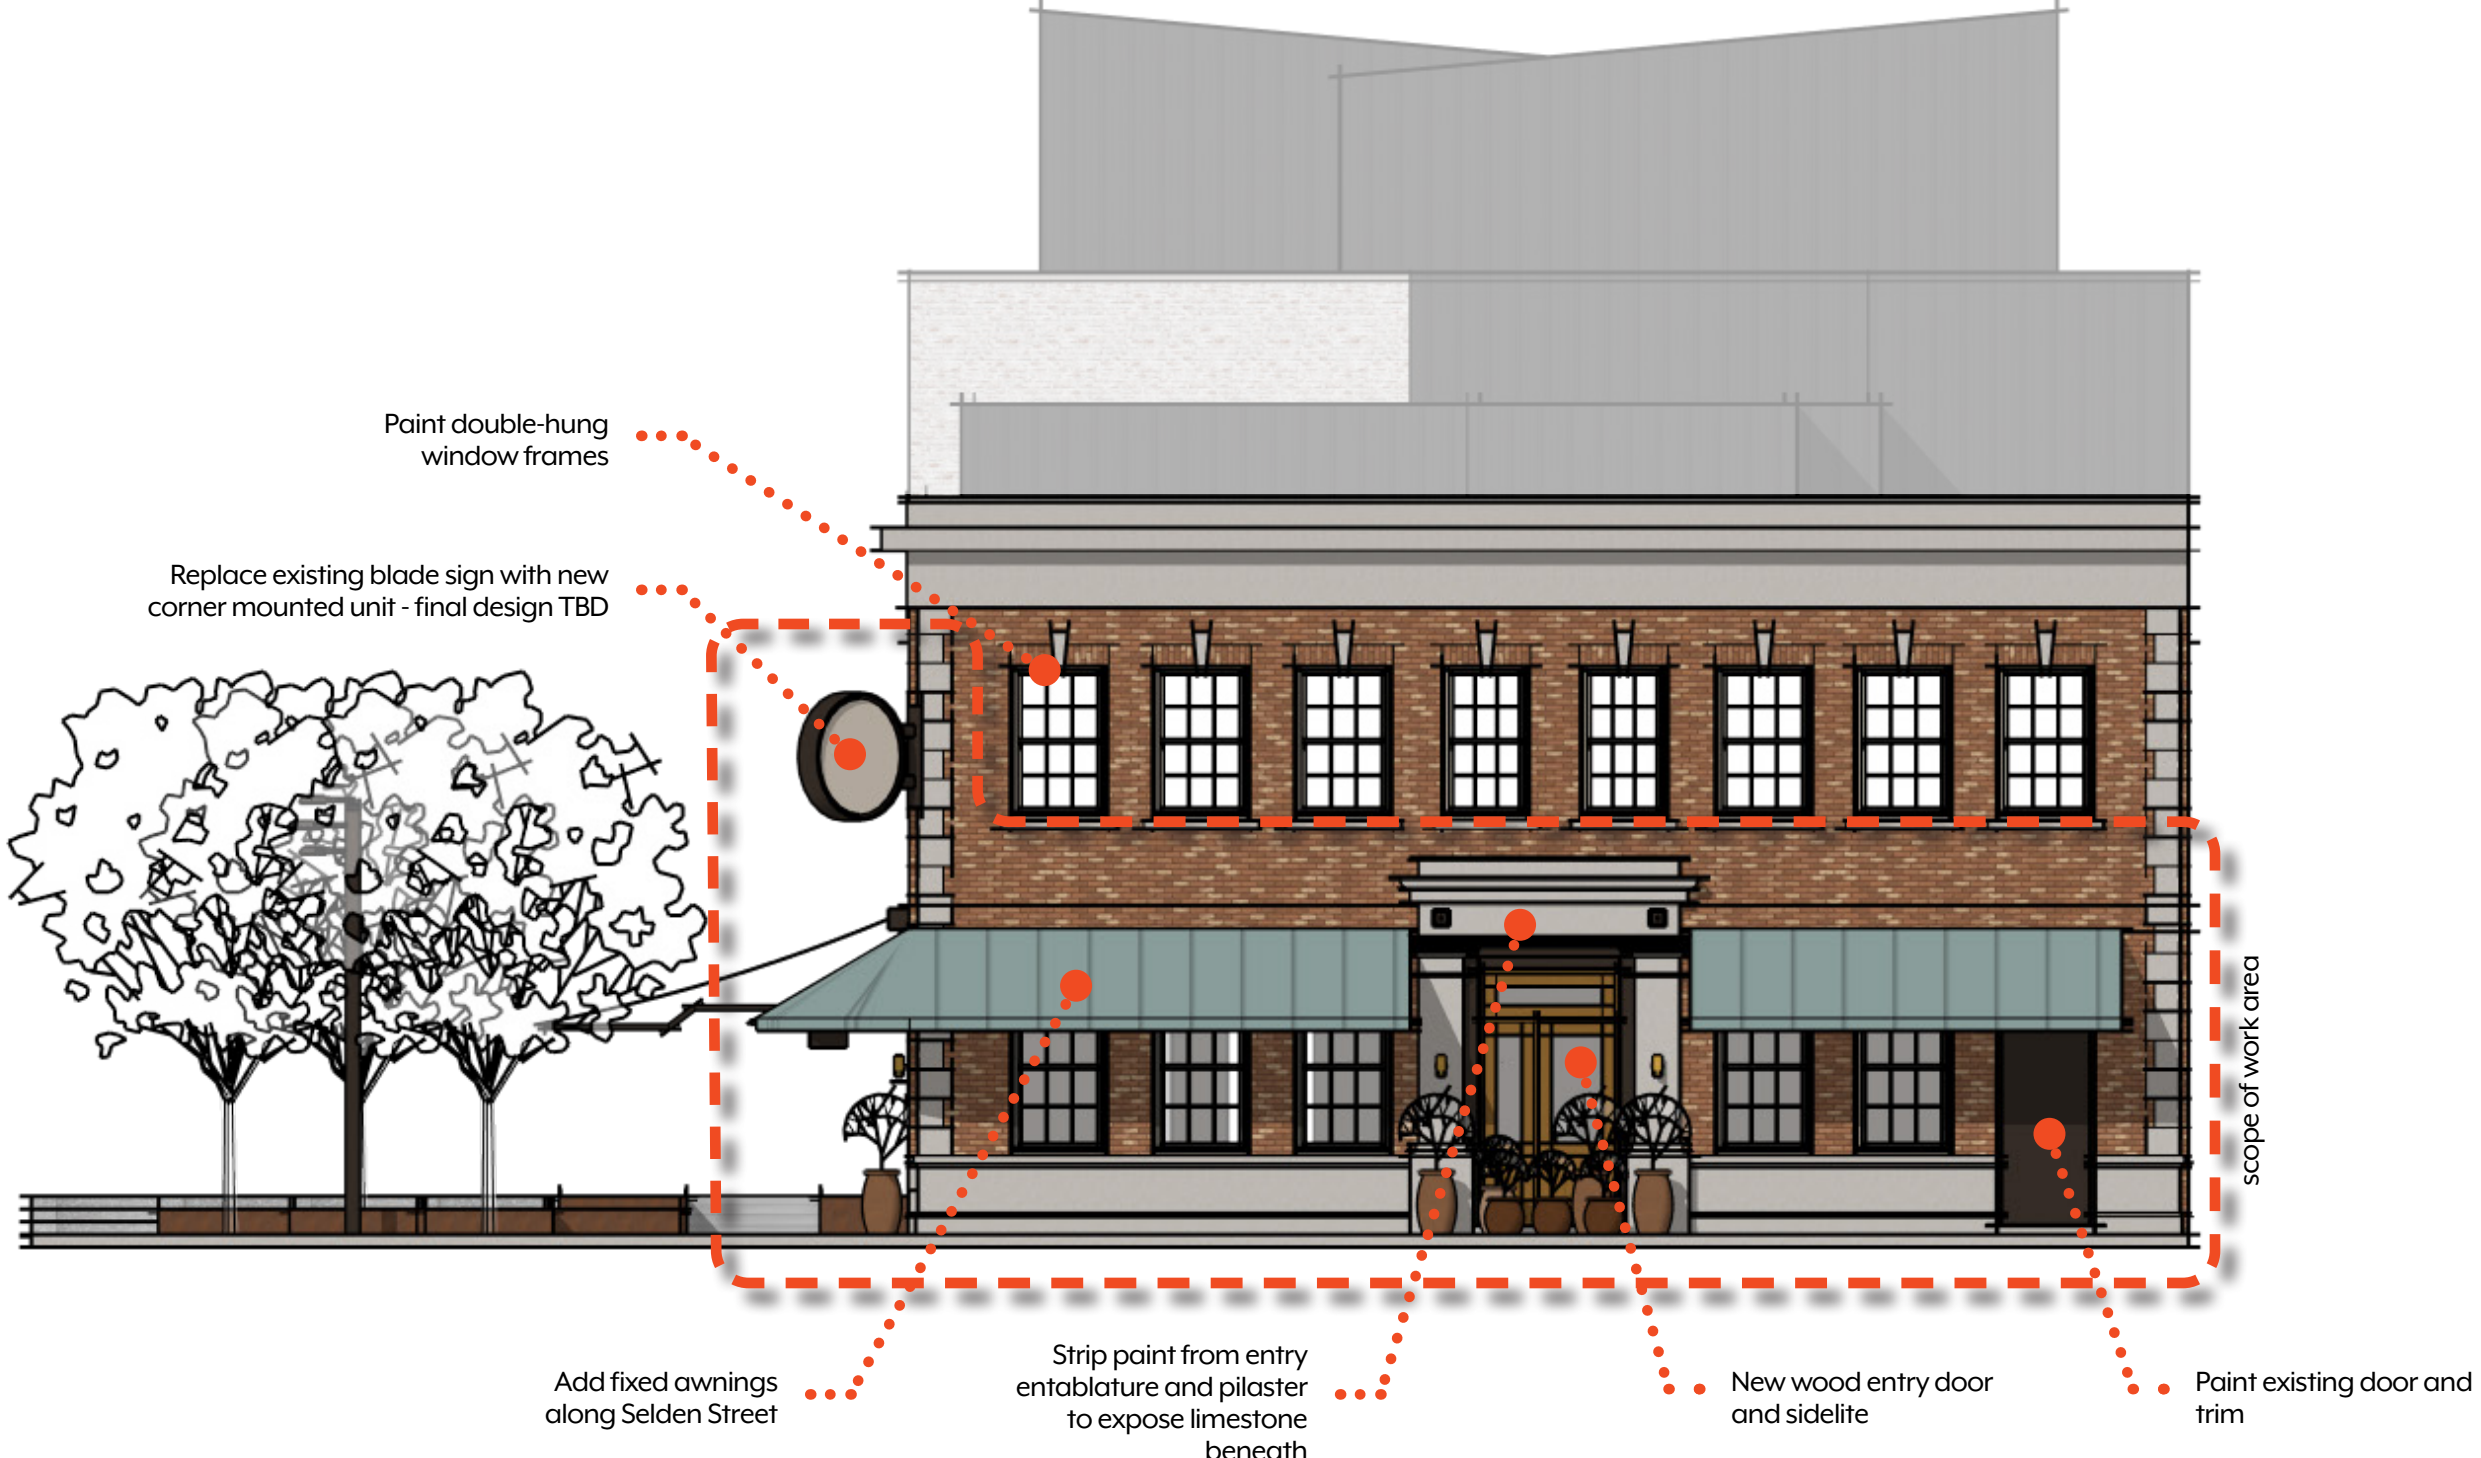 Paint double-hung
window frames
Replace existing blade sign with new
corner mounted unit - final design TBD
scope of work area
Add fixed awnings
along Selden Street
Strip paint from entry
entablature and pilaster
to expose limestone
beneath
New wood entry door
and sidelite
Paint existing door and
trim